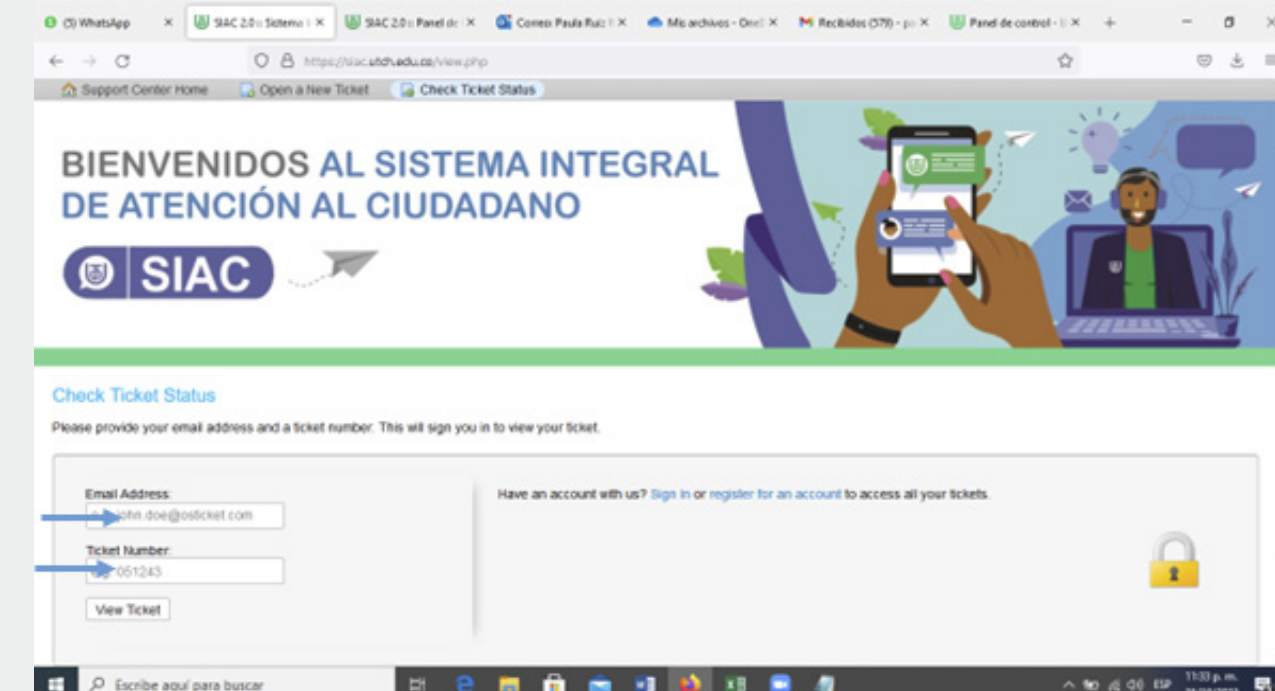 (3) WhatsApp
SIAC 2.0 :: Sistema
SIAC 2.0 :: Panel de
Correo: Paula Ruiz
Mis archivos - One
Recibidos (579) - pa
Panel de control -
https://siac.utch.edu.co/view.php
Support Center Home
Open a New Ticket
Check Ticket Status
BIENVENIDOS AL SISTEMA INTEGRAL
DE ATENCIÓN AL CIUDADANO
SIAC
Check Ticket Status
Please provide your email address and a ticket number. This will sign you in to view your ticket.
Email Address:
john.doe@osticket.com
Ticket Number:
051243
View Ticket
Have an account with us? Sign In or register for an account to access all your tickets.
Escribe aquí para buscar
ESP
11:33 p. m.